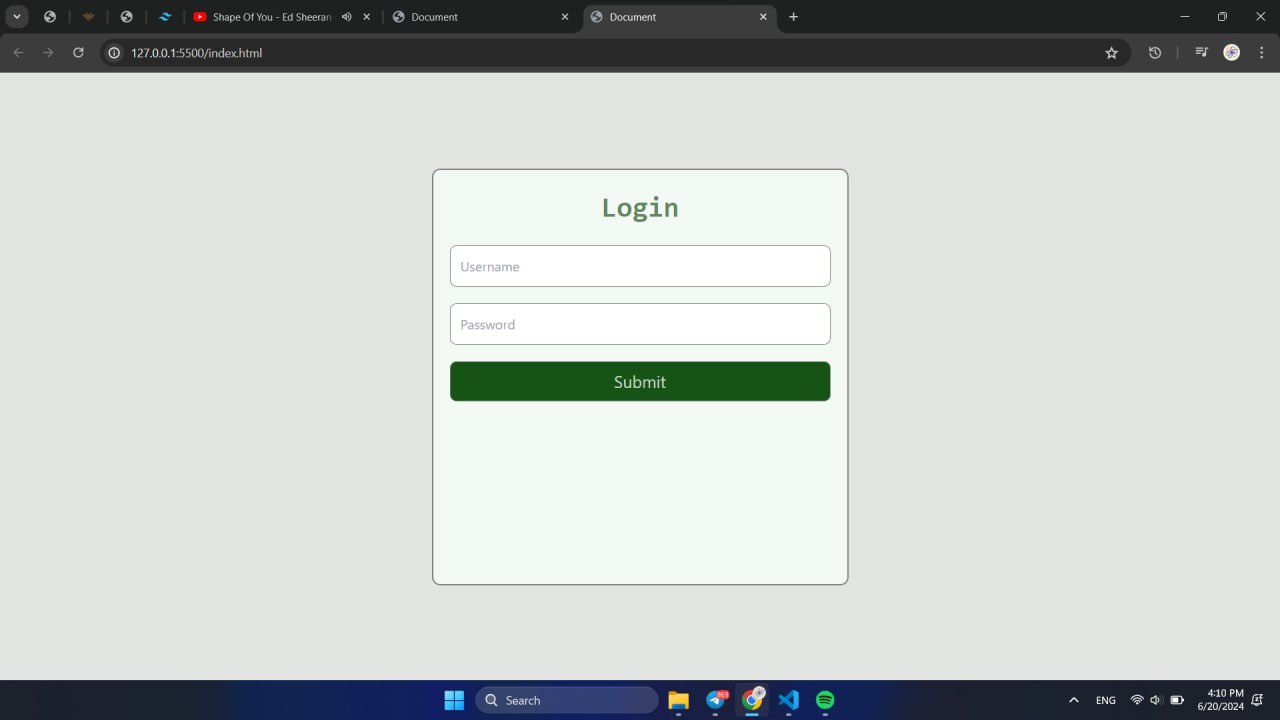 Shape Of You - Ed Sheeran
Document
Document
127.0.0.1:5500/index.html
Login
Username
Password
Submit
Search
869
ENG
4:10 PM
6/20/2024